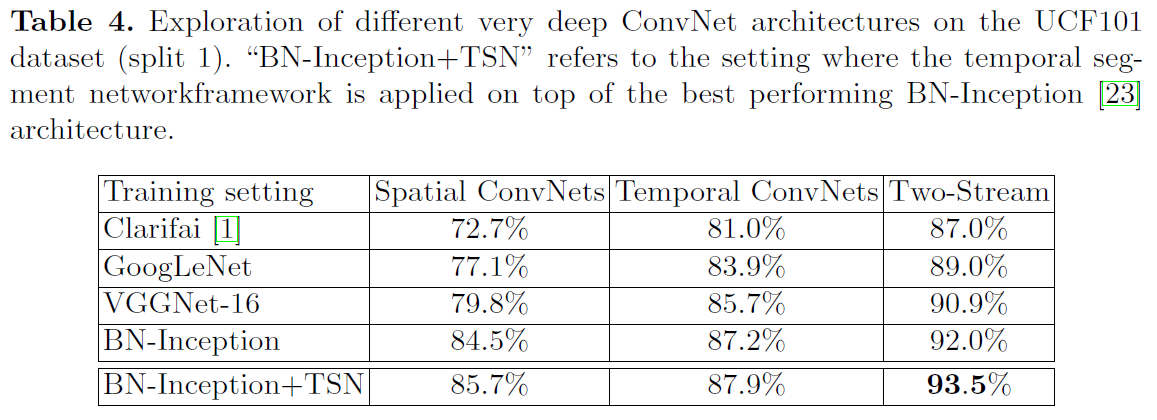 Table 4. Exploration of different very deep ConvNet architectures on the UCF101
dataset (split 1). “BN-Inception+TSN” refers to the setting where the temporal seg-
ment networkframework is applied on top of the best performing BN-Inception [23]
architecture.
Training setting Spatial ConvNets Temporal ConvNets Two-Stream
Clarifai [1] 72.7% 81.0% 87.0%
GoogLeNet 77.1% 83.9% 89.0%
VGGNet-16 79.8% 85.7% 90.9%
BN-Inception 84.5% 87.2% 92.0%
BN-Inception+TSN 85.7% 87.9% 93.5%